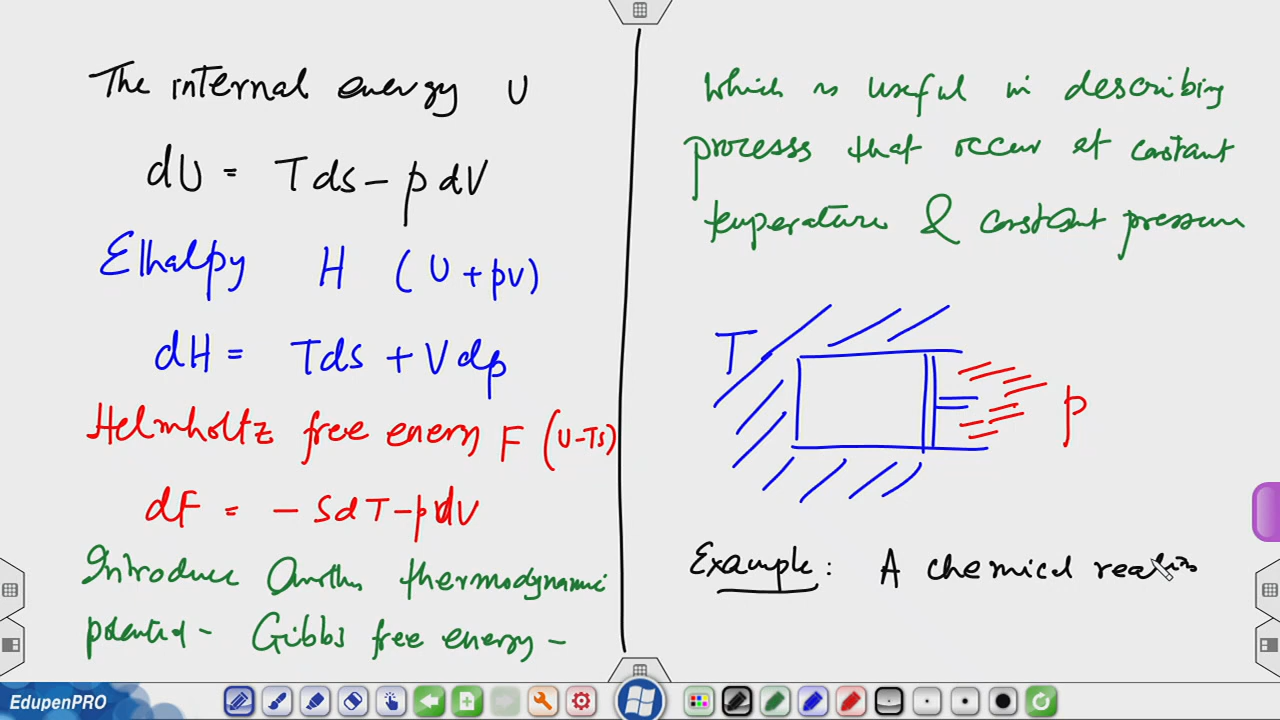 The internal energy U
dU = Tds - pdV
Enthalpy H (U + pv)
dH = Tds + Vdp
Helmholtz free energy F (U-Ts)
dF = - SdT - pdV
Introduce Another thermodynamic
potential - Gibbs free energy -
which is useful in describing
processs that occur at constant
temperature & constant pressure
T
p
Example : A chemical reaction
EdupenPRO